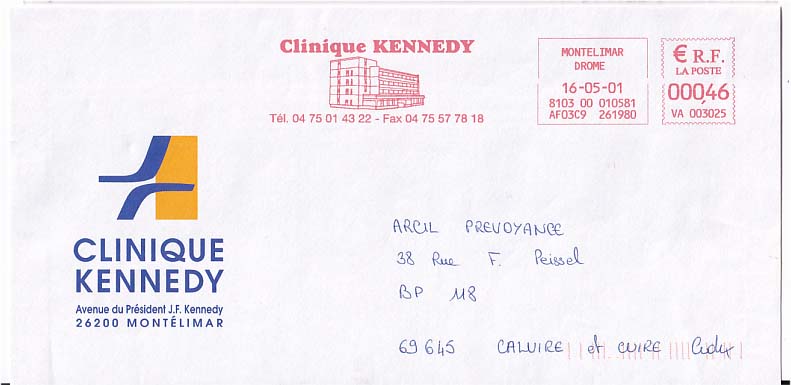 Clinique KENNEDY
Tél. 04 75 01 43 22 - Fax 04 75 57 78 18
MONTELIMAR
DROME
16-05-01
8103 00 010581
AF03C9 261980
€ R.F.
LA POSTE
000,46
VA 003025
CLINIQUE
KENNEDY
Avenue du Président J.F. Kennedy
26200 MONTÉLIMAR
ARCIL PREVOYANCE
38 Rue F. Peissel
BP 118
69645 CALUIRE et CUIRE Cedex